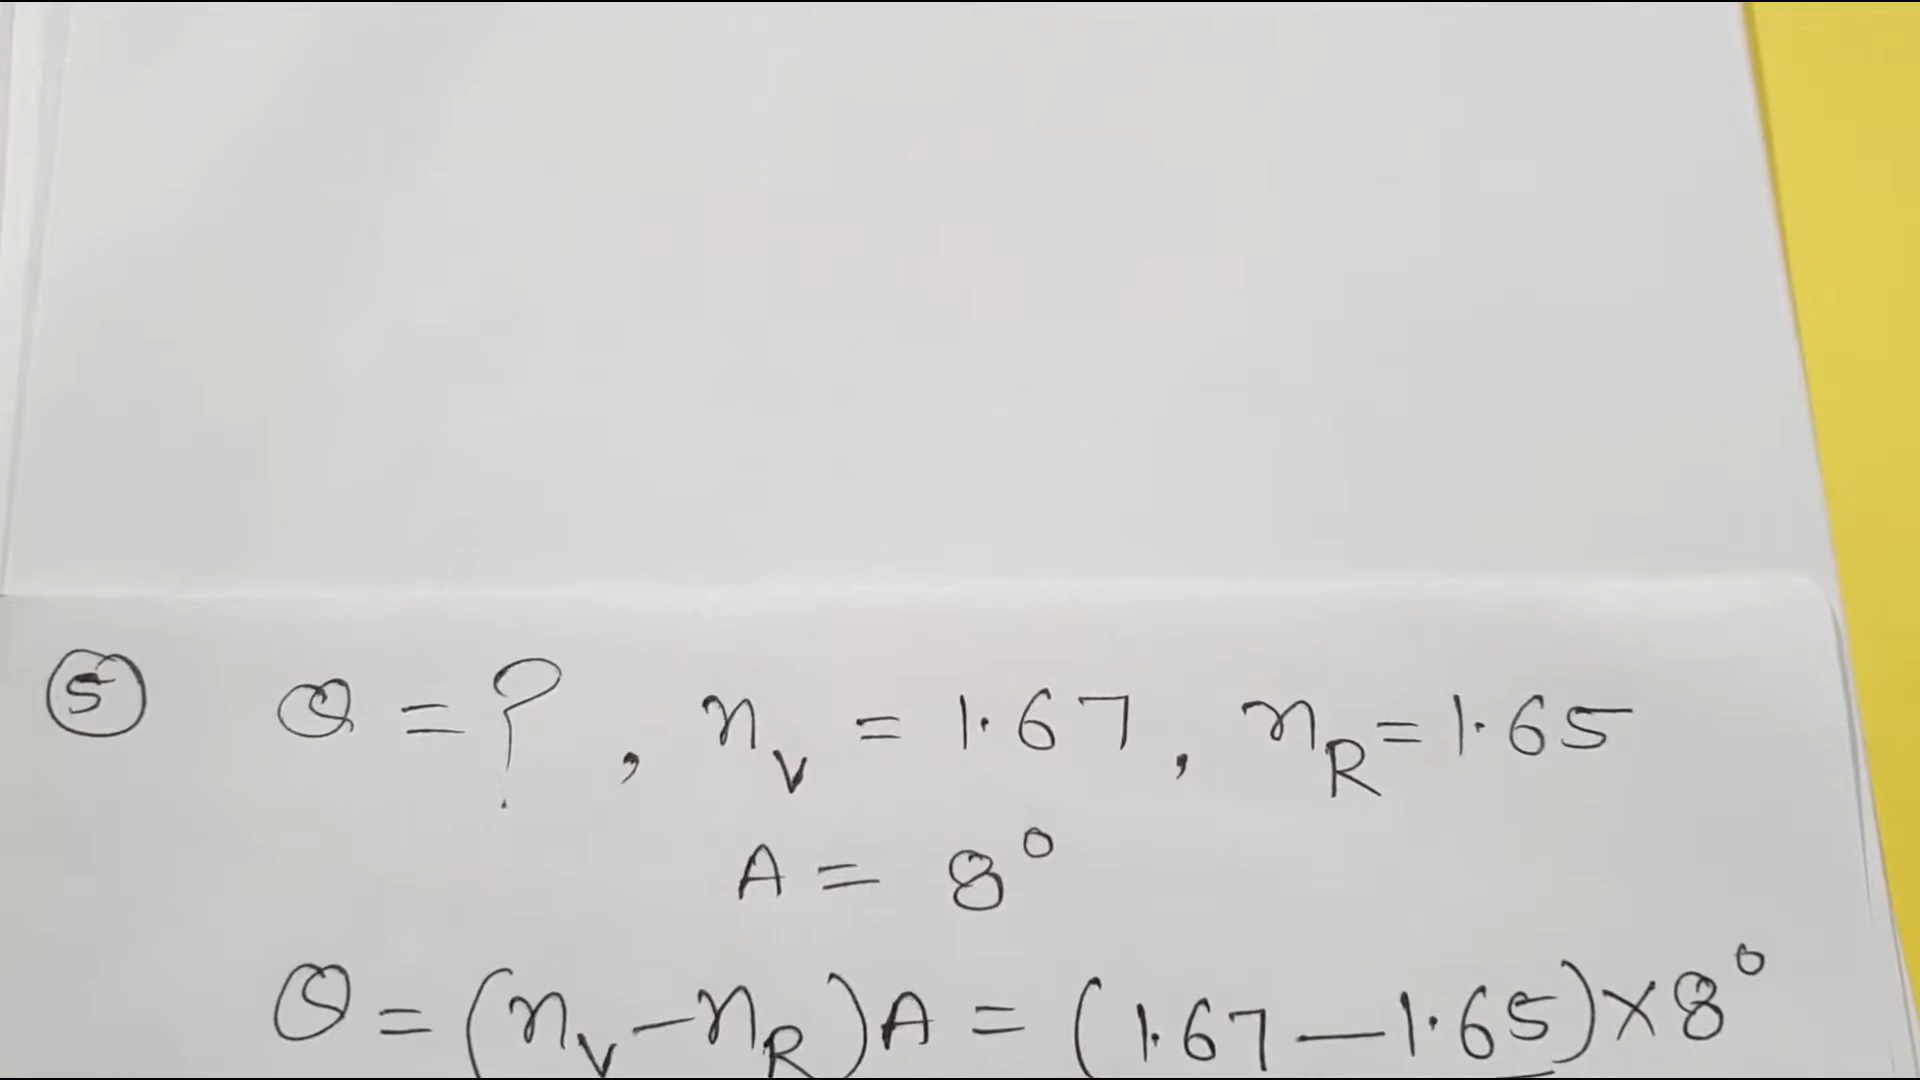 ⑤ θ = ? , n_V = 1.67 , n_R = 1.65
A = 8°
θ = (n_V - n_R)A = (1.67 - 1.65) × 8°